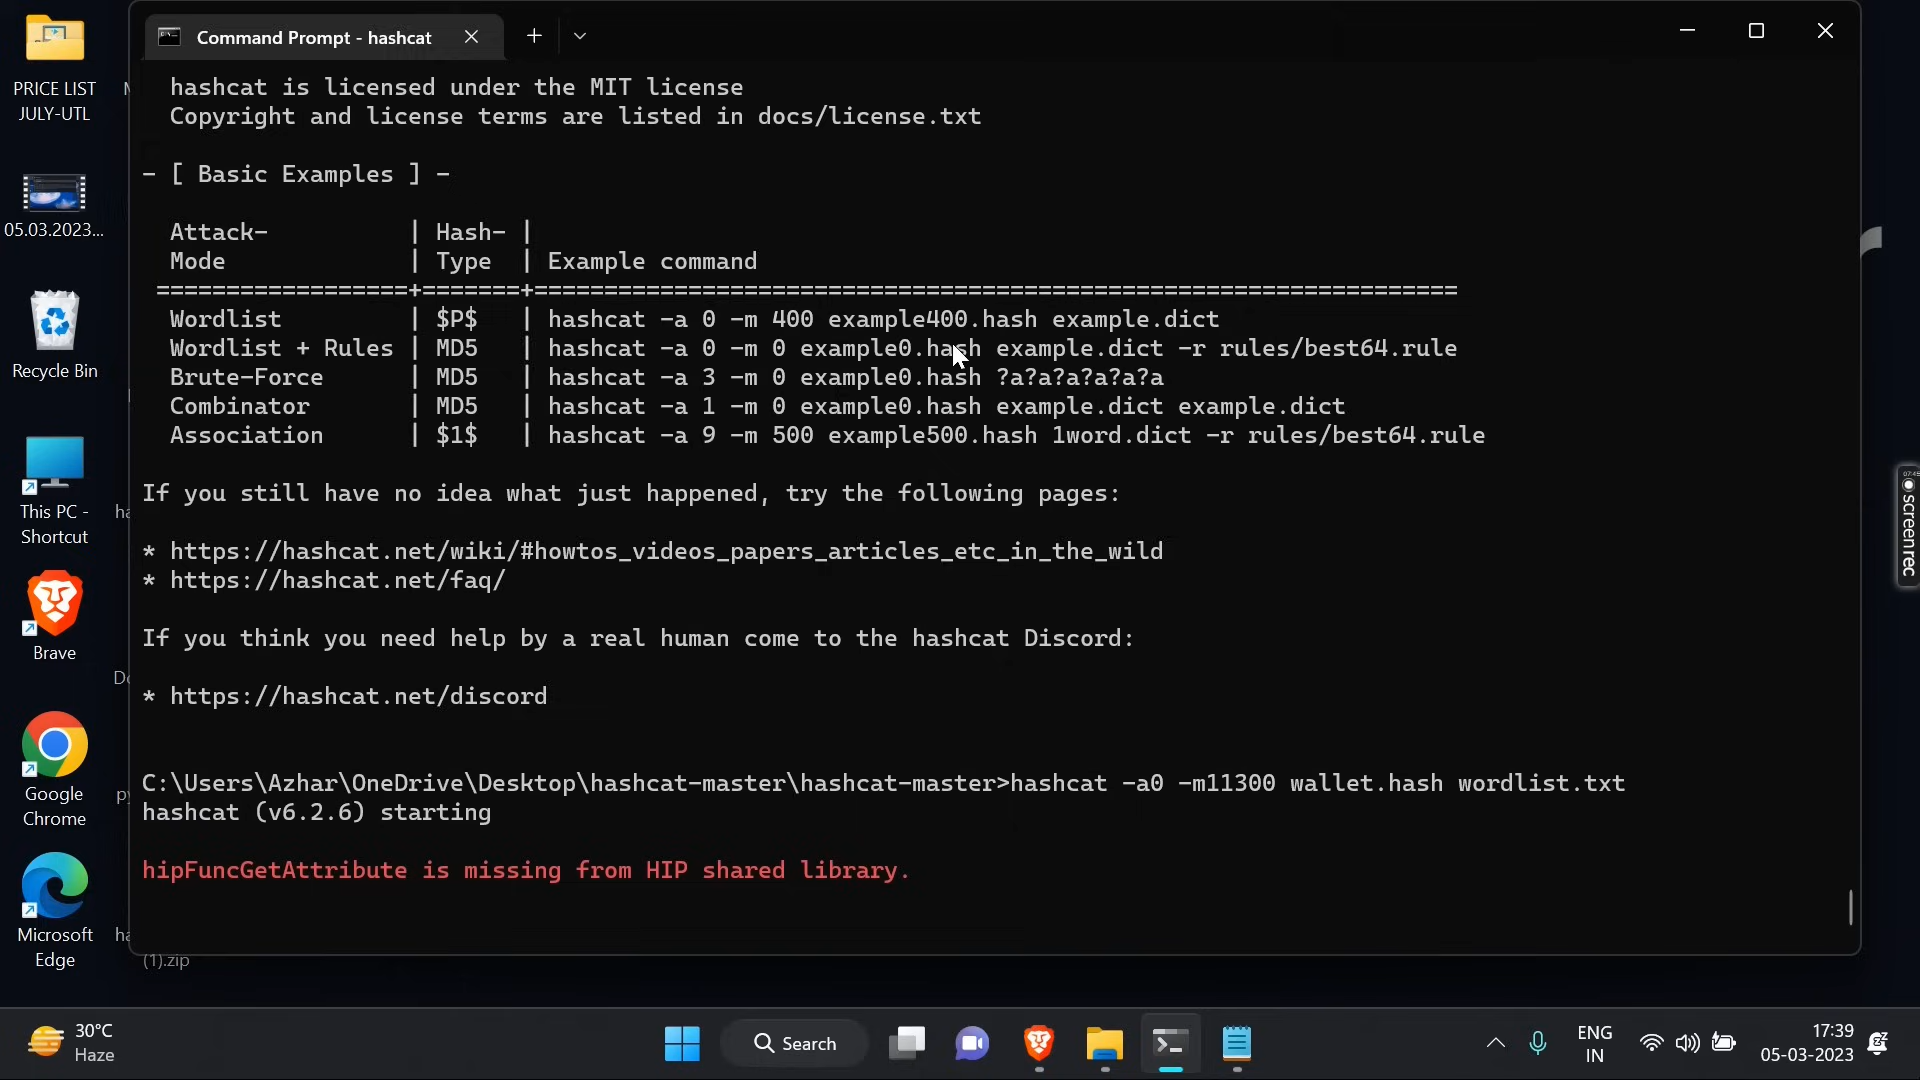 Command Prompt - hashcat
hashcat is licensed under the MIT license
Copyright and license terms are listed in docs/license.txt
- [ Basic Examples ] -
Attack- | Hash- |
Mode | Type | Example command
==================+=======+==================================================================
Wordlist | $P$ | hashcat -a 0 -m 400 example400.hash example.dict
Wordlist + Rules | MD5 | hashcat -a 0 -m 0 example0.hash example.dict -r rules/best64.rule
Brute-Force | MD5 | hashcat -a 3 -m 0 example0.hash ?a?a?a?a?a?a
Combinator | MD5 | hashcat -a 1 -m 0 example0.hash example.dict example.dict
Association | $1$ | hashcat -a 9 -m 500 example500.hash 1word.dict -r rules/best64.rule
If you still have no idea what just happened, try the following pages:
* https://hashcat.net/wiki/#howtos_videos_papers_articles_etc_in_the_wild
* https://hashcat.net/faq/
If you think you need help by a real human come to the hashcat Discord:
* https://hashcat.net/discord
C:\Users\Azhar\OneDrive\Desktop\hashcat-master\hashcat-master>hashcat -a0 -m11300 wallet.hash wordlist.txt
hashcat (v6.2.6) starting
hipFuncGetAttribute is missing from HIP shared library.
PRICE LIST
JULY-UTL
05.03.2023...
Recycle Bin
This PC -
Shortcut
Brave
Google
Chrome
Microsoft
Edge
ha
Do
py
ha
(1).zip
screenrec
30°C
Haze
Search
ENG
IN
17:39
05-03-2023